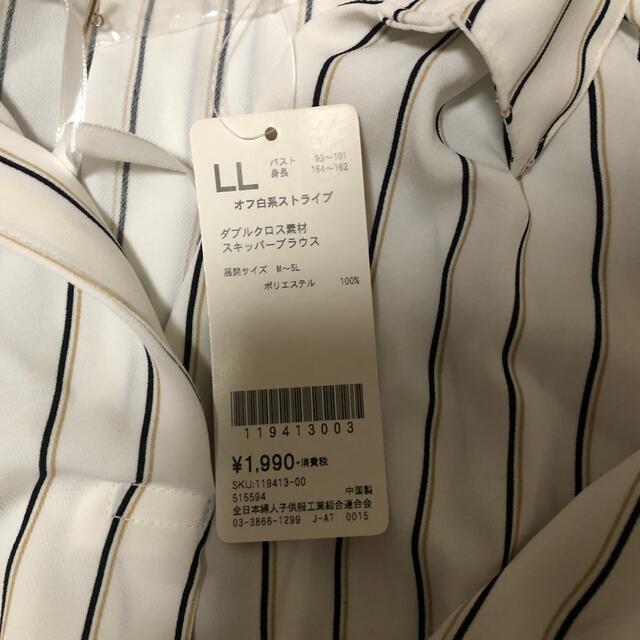 LL バスト 93〜101
身長 154〜162
オフ白系ストライプ
ダブルクロス素材
スキッパーブラウス
展開サイズ M〜5L
ポリエステル 100%
119413003
¥1,990+消費税
SKU:119413-00
515594 中国製
全日本婦人子供服工業組合連合会
03-3866-1299 J-AT 0015